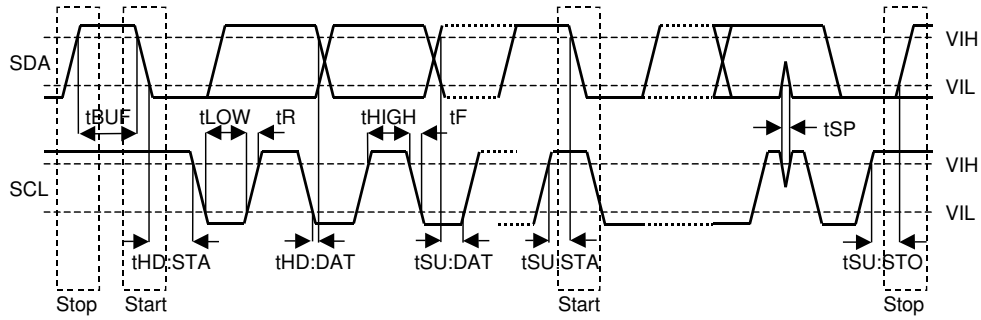 VIH
SDA
VIL
tBUF tLOW tR tHIGH tF tSP
VIH
SCL
VIL
tHD:STA tHD:DAT tSU:DAT tSU:STA tSU:STO
Stop Start Start Stop